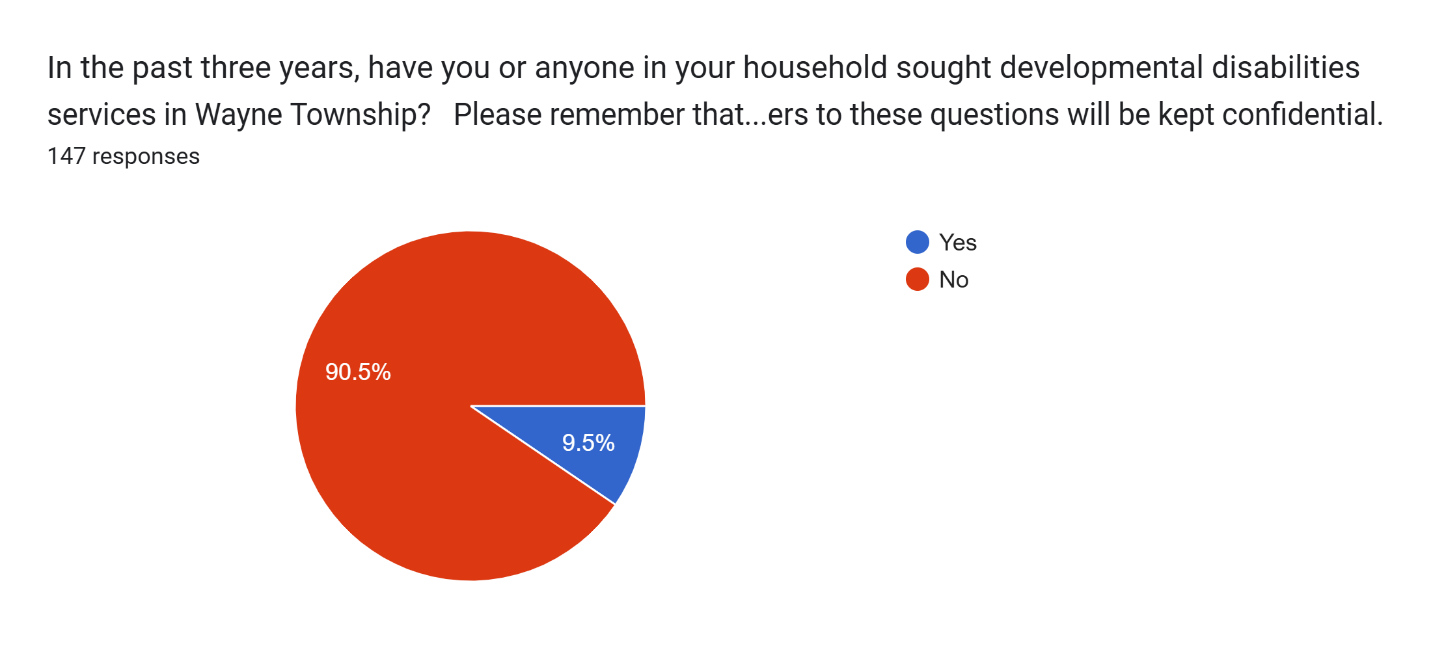 In the past three years, have you or anyone in your household sought developmental disabilities
services in Wayne Township?   Please remember that...ers to these questions will be kept confidential.
147 responses
Yes
No
90.5%
9.5%